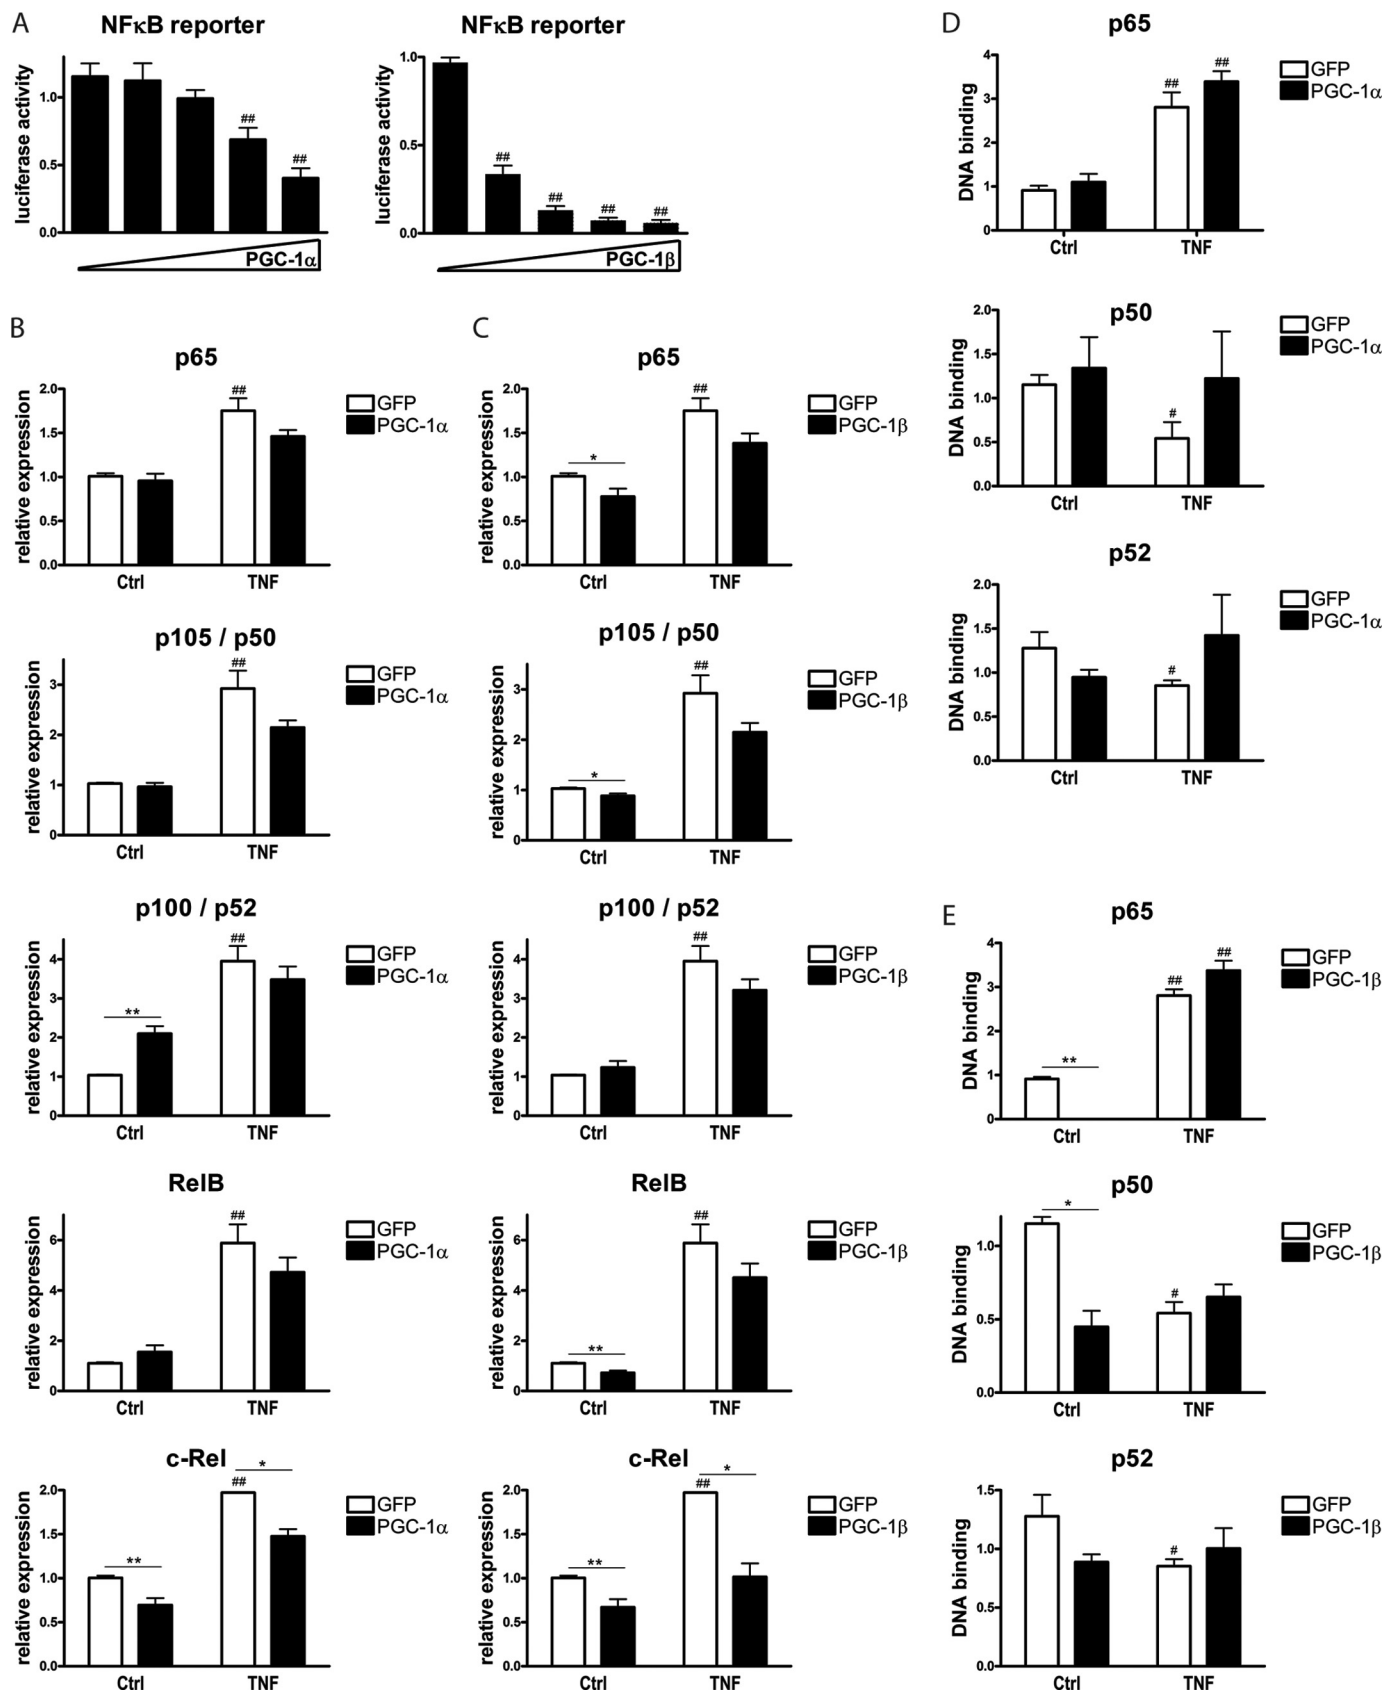 A
NFκB reporter
luciferase activity
1.0
0.5
0.0
##
##
PGC-1α
NFκB reporter
luciferase activity
1.0
0.5
0.0
##
##
##
##
PGC-1β
B
p65
relative expression
2.0
1.5
1.0
0.5
0.0
##
Ctrl
TNF
GFP
PGC-1α
p105 / p50
relative expression
3
2
1
0
##
Ctrl
TNF
GFP
PGC-1α
p100 / p52
relative expression
4
3
2
1
0
**
##
Ctrl
TNF
GFP
PGC-1α
RelB
relative expression
6
4
2
0
##
Ctrl
TNF
GFP
PGC-1α
c-Rel
relative expression
2.0
1.5
1.0
0.5
0.0
**
##
*
Ctrl
TNF
GFP
PGC-1α
C
p65
relative expression
2.0
1.5
1.0
0.5
0.0
*
##
Ctrl
TNF
GFP
PGC-1β
p105 / p50
relative expression
3
2
1
0
*
##
Ctrl
TNF
GFP
PGC-1β
p100 / p52
relative expression
4
3
2
1
0
##
Ctrl
TNF
GFP
PGC-1β
RelB
relative expression
6
4
2
0
**
##
Ctrl
TNF
GFP
PGC-1β
c-Rel
relative expression
2.0
1.5
1.0
0.5
0.0
**
##
*
Ctrl
TNF
GFP
PGC-1β
D
p65
DNA binding
4
3
2
1
0
##
##
Ctrl
TNF
GFP
PGC-1α
p50
DNA binding
2.0
1.5
1.0
0.5
0.0
#
Ctrl
TNF
GFP
PGC-1α
p52
DNA binding
2.0
1.5
1.0
0.5
0.0
#
Ctrl
TNF
GFP
PGC-1α
E
p65
DNA binding
4
3
2
1
0
**
##
##
Ctrl
TNF
GFP
PGC-1β
p50
DNA binding
1.0
0.5
0.0
*
#
Ctrl
TNF
GFP
PGC-1β
p52
DNA binding
1.5
1.0
0.5
0.0
#
Ctrl
TNF
GFP
PGC-1β